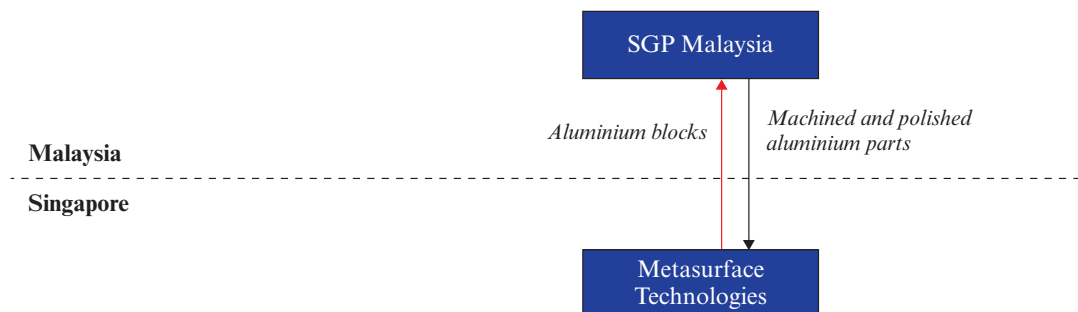 SGP Malaysia
Aluminium blocks
Machined and polished
aluminium parts
Malaysia
Singapore
Metasurface
Technologies